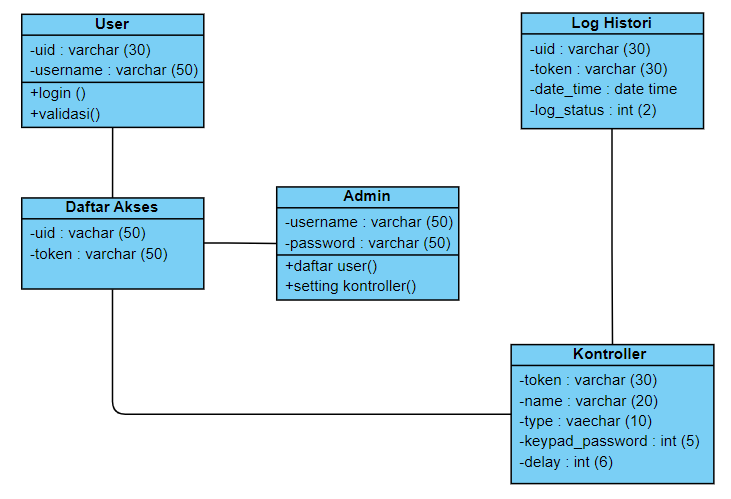 User
-uid : varchar (30)
-username : varchar (50)
+login ()
+validasi()
Log Histori
-uid : varchar (30)
-token : varchar (30)
-date_time : date time
-log_status : int (2)
Daftar Akses
-uid : vachar (50)
-token : varchar (50)
Admin
-username : varchar (50)
-password : varchar (50)
+daftar user()
+setting kontroller()
Kontroller
-token : varchar (30)
-name : varchar (20)
-type : vaechar (10)
-keypad_password : int (5)
-delay : int (6)